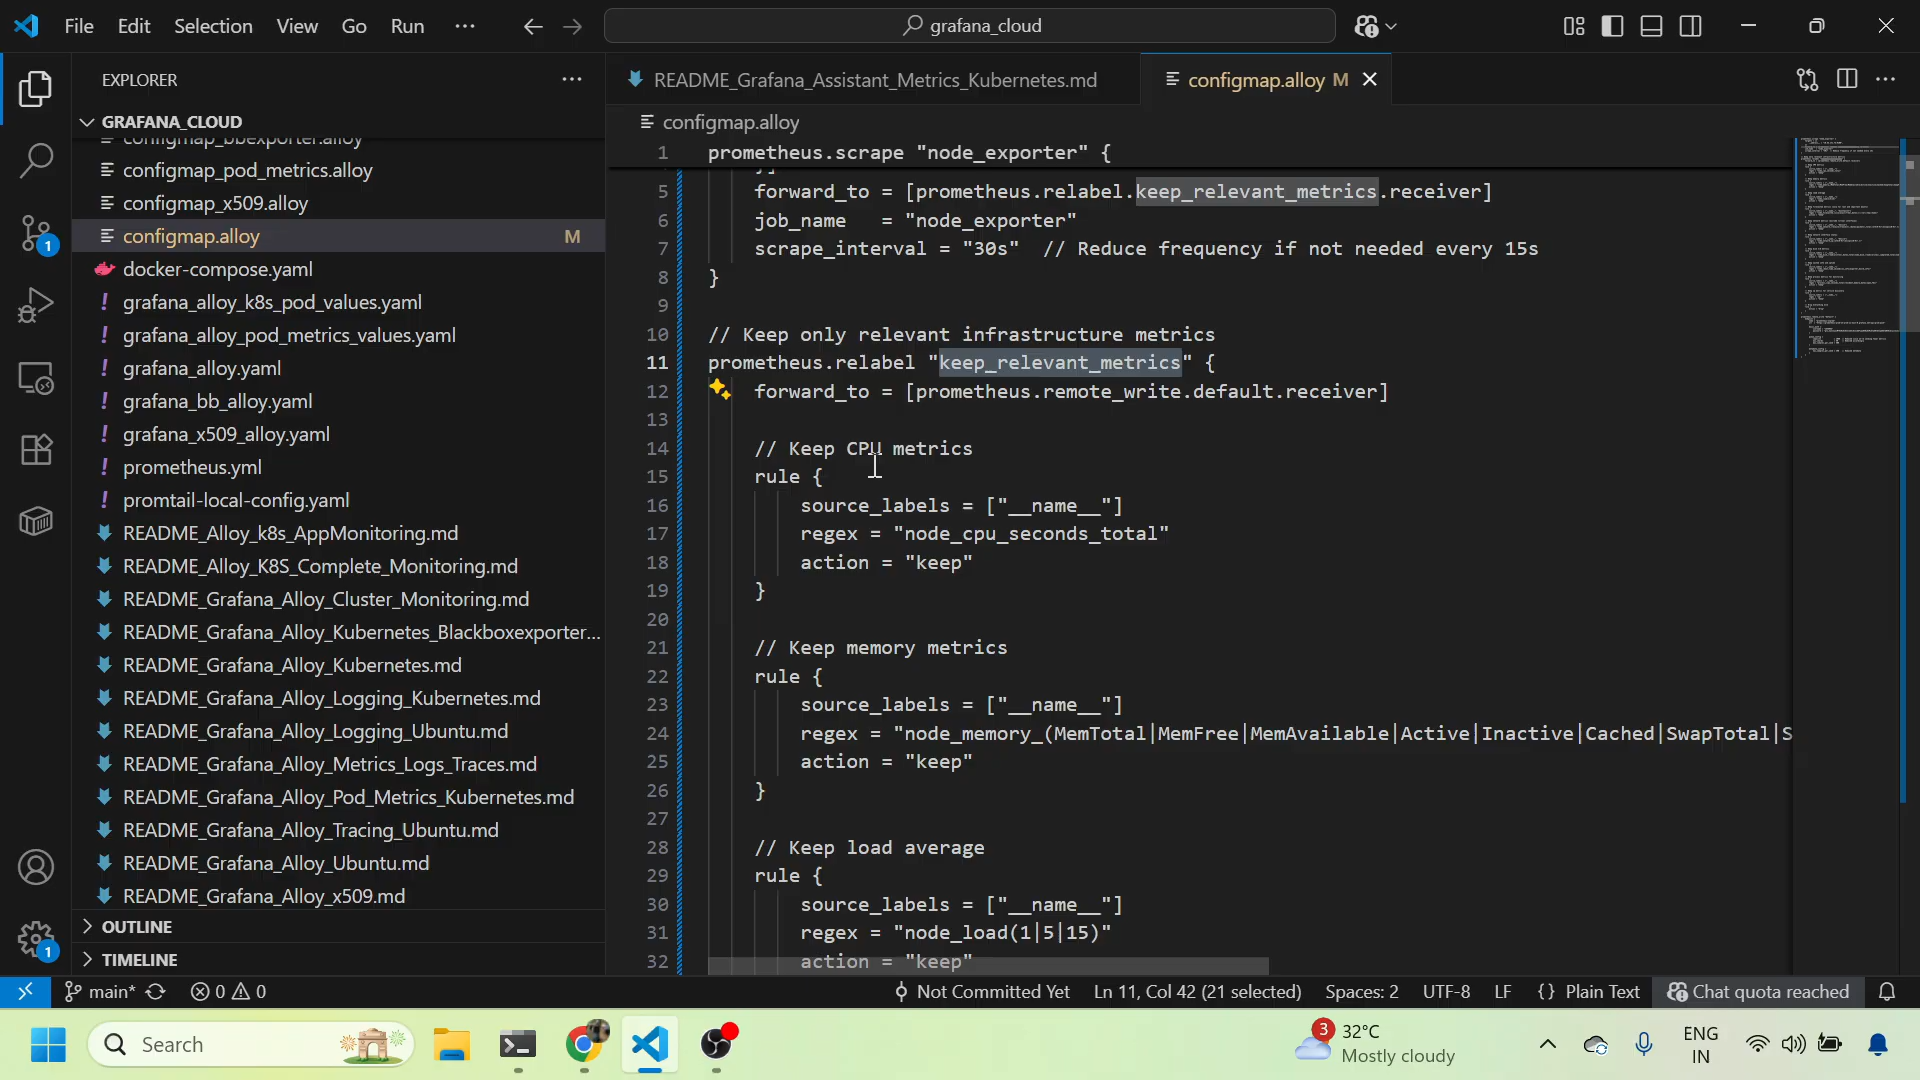 File Edit Selection View Go Run ··· grafana_cloud
EXPLORER ···
GRAFANA_CLOUD
configmap_bbexporter.alloy
configmap_pod_metrics.alloy
configmap_x509.alloy
configmap.alloy M
docker-compose.yaml
grafana_alloy_k8s_pod_values.yaml
grafana_alloy_pod_metrics_values.yaml
grafana_alloy.yaml
grafana_bb_alloy.yaml
grafana_x509_alloy.yaml
prometheus.yml
promtail-local-config.yaml
README_Alloy_k8s_AppMonitoring.md
README_Alloy_K8S_Complete_Monitoring.md
README_Grafana_Alloy_Cluster_Monitoring.md
README_Grafana_Alloy_Kubernetes_Blackboxexporter...
README_Grafana_Alloy_Kubernetes.md
README_Grafana_Alloy_Logging_Kubernetes.md
README_Grafana_Alloy_Logging_Ubuntu.md
README_Grafana_Alloy_Metrics_Logs_Traces.md
README_Grafana_Alloy_Pod_Metrics_Kubernetes.md
README_Grafana_Alloy_Tracing_Ubuntu.md
README_Grafana_Alloy_Ubuntu.md
README_Grafana_Alloy_x509.md
OUTLINE
TIMELINE
1
1
README_Grafana_Assistant_Metrics_Kubernetes.md configmap.alloy M
configmap.alloy
1 prometheus.scrape "node_exporter" {
}]
5 forward_to = [prometheus.relabel.keep_relevant_metrics.receiver]
6 job_name = "node_exporter"
7 scrape_interval = "30s" // Reduce frequency if not needed every 15s
8 }
9
10 // Keep only relevant infrastructure metrics
11 prometheus.relabel "keep_relevant_metrics" {
12 forward_to = [prometheus.remote_write.default.receiver]
13
14 // Keep CPU metrics
15 rule {
16 source_labels = ["__name__"]
17 regex = "node_cpu_seconds_total"
18 action = "keep"
19 }
20
21 // Keep memory metrics
22 rule {
23 source_labels = ["__name__"]
24 regex = "node_memory_(MemTotal|MemFree|MemAvailable|Active|Inactive|Cached|SwapTotal|S
25 action = "keep"
26 }
27
28 // Keep load average
29 rule {
30 source_labels = ["__name__"]
31 regex = "node_load(1|5|15)"
32 action = "keep"
main* 0 0 Not Committed Yet Ln 11, Col 42 (21 selected) Spaces: 2 UTF-8 LF {} Plain Text Chat quota reached
Search
3 32°C
Mostly cloudy
ENG
IN